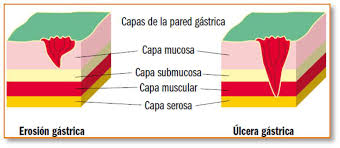 Capas de la pared gástrica
Capa mucosa
Capa submucosa
Capa muscular
Capa serosa
Erosión gástrica
Úlcera gástrica